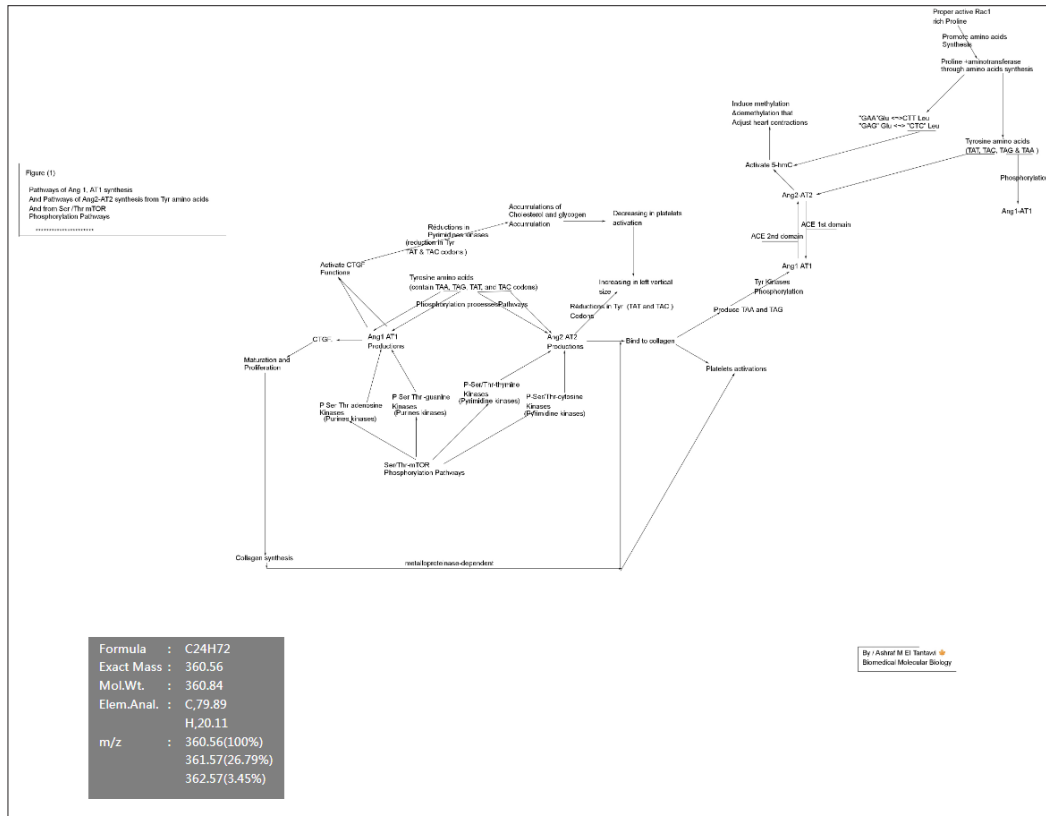 Proper active Rac1
rich Proline
Promote amino acids
Synthesis
Proline +aminotransferase
through amino acids synthesis
Induce methylation
&demethylation that
Adjust heart contractions
"GAA"Glu <~>CTT Leu
"GAG" Glu <~> "CTC" Leu
Activate 5-hmC
Tyrosine amino acids
(TAT, TAC, TAG & TAA )
Phosphorylation
Ang2-AT2
Ang1-AT1
ACE 1st domain
ACE 2nd domain
Ang1 AT1
Tyr Kinases
Phosphorylation
Produce TAA and TAG
Figure (1)
Pathways of Ang 1, AT1 synthesis
And Pathways of Ang2-AT2 synthesis from Tyr amino acids
And from Ser /Thr mTOR
Phosphorylation Pathways
**********************
Accumulations of
Cholesterol and glycogen
Accumulation
Decreasing in platelets
activation
Réductions in
Pyrimidines kinases
(reduction in Tyr
TAT & TAC codons )
Activate CTGF
Functions
Tyrosine amino acids
(contain TAA, TAG, TAT, and TAC codons)
Phosphorylation processesPathways
Increasing in left vertical
size
Réductions in Tyr (TAT and TAC )
Codons
CTGF.
Ang1 AT1
Productions
Ang2 AT2
Productions
Bind to collagen
Maturation and
Proliferation
Platelets activations
P Ser Thr adenosine
Kinases
(Purines kinases)
P Ser Thr -guanine
Kinases
(Purines kinases)
P-Ser/Thr-thymine
Kinases
(Pyrimidine kinases)
P-Ser/Thr-cytosine
Kinases
(Pyrimidine kinases)
Ser/Thr-mTOR
Phosphorylation Pathways
Collagen synthesis
metalloproteinase-dependent
Formula : C24H72
Exact Mass : 360.56
Mol.Wt. : 360.84
Elem.Anal. : C,79.89
H,20.11
m/z : 360.56(100%)
361.57(26.79%)
362.57(3.45%)
By / Ashraf M El Tantawi
Biomedical Molecular Biology